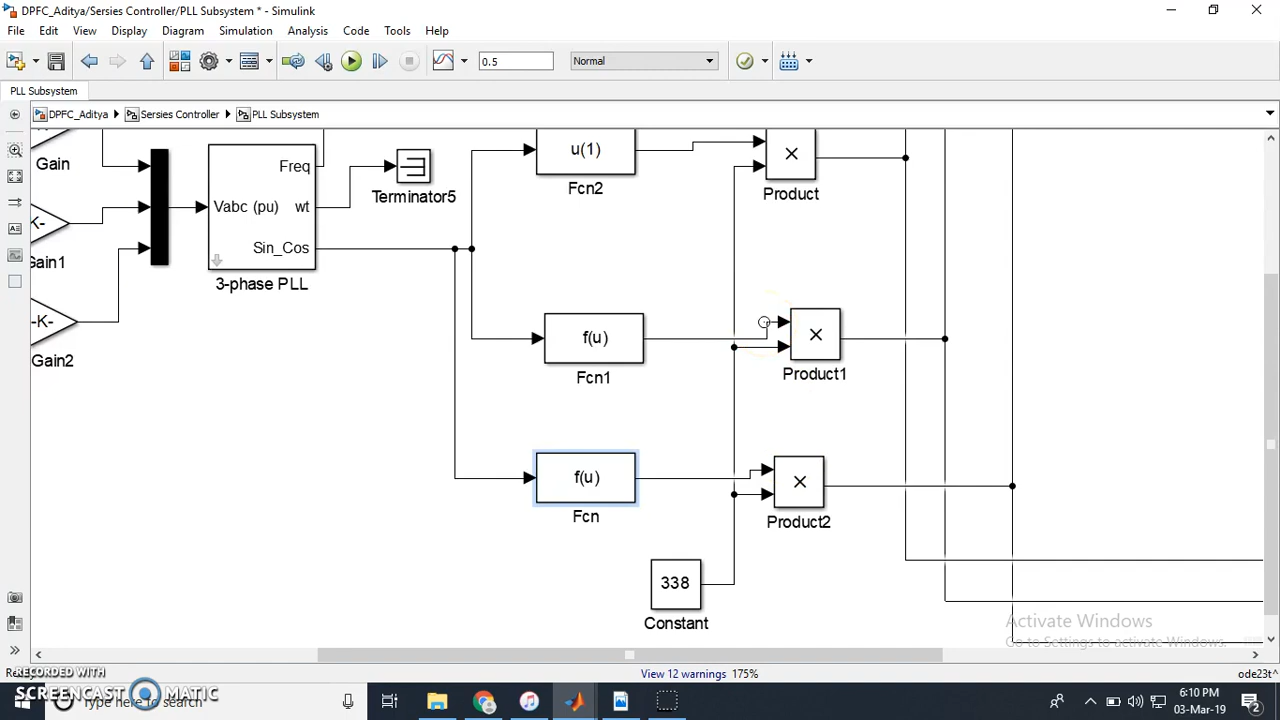 DPFC_Aditya/Sersies Controller/PLL Subsystem * - Simulink
File Edit View Display Diagram Simulation Analysis Code Tools Help
0.5 Normal
PLL Subsystem
DPFC_Aditya Sersies Controller PLL Subsystem
Gain
Freq
Vabc (pu) wt
Sin_Cos
3-phase PLL
Terminator5
u(1)
Fcn2
×
Product
K-
Gain1
-K-
Gain2
f(u)
Fcn1
×
Product1
f(u)
Fcn
×
Product2
338
Constant
Activate Windows
Go to Settings to activate Windows.
View 12 warnings 175% ode23t
RECORDED WITH
SCREENCAST MATIC
Type here to search
6:10 PM
03-Mar-19
2